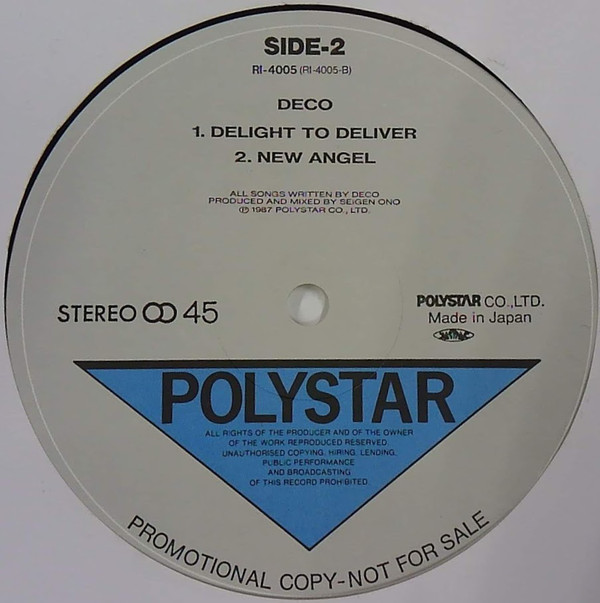 SIDE-2
RI-4005 (RI-4005-B)
DECO
1. DELIGHT TO DELIVER
2. NEW ANGEL
ALL SONGS WRITTEN BY DECO
PRODUCED AND MIXED BY SEIGEN ONO
℗ 1987 POLYSTAR CO., LTD.
STEREO 45
POLYSTAR CO.,LTD.
Made in Japan
POLYSTAR
ALL RIGHTS OF THE PRODUCER AND OF THE OWNER
OF THE WORK REPRODUCED RESERVED.
UNAUTHORISED COPYING, HIRING, LENDING,
PUBLIC PERFORMANCE
AND BROADCASTING
OF THIS RECORD PROHIBITED.
PROMOTIONAL COPY-NOT FOR SALE